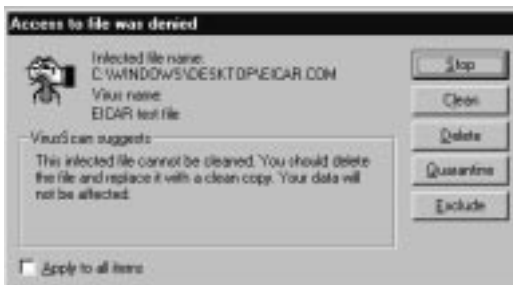 Access to file was denied
Infected file name:
C:\WINDOWS\DESKTOP\EICAR.COM
Virus name:
EICAR test file
VirusScan suggests
This infected file cannot be cleaned. You should delete
the file and replace it with a clean copy. Your data will
not be affected.
Apply to all items
Stop
Clean
Delete
Quarantine
Exclude